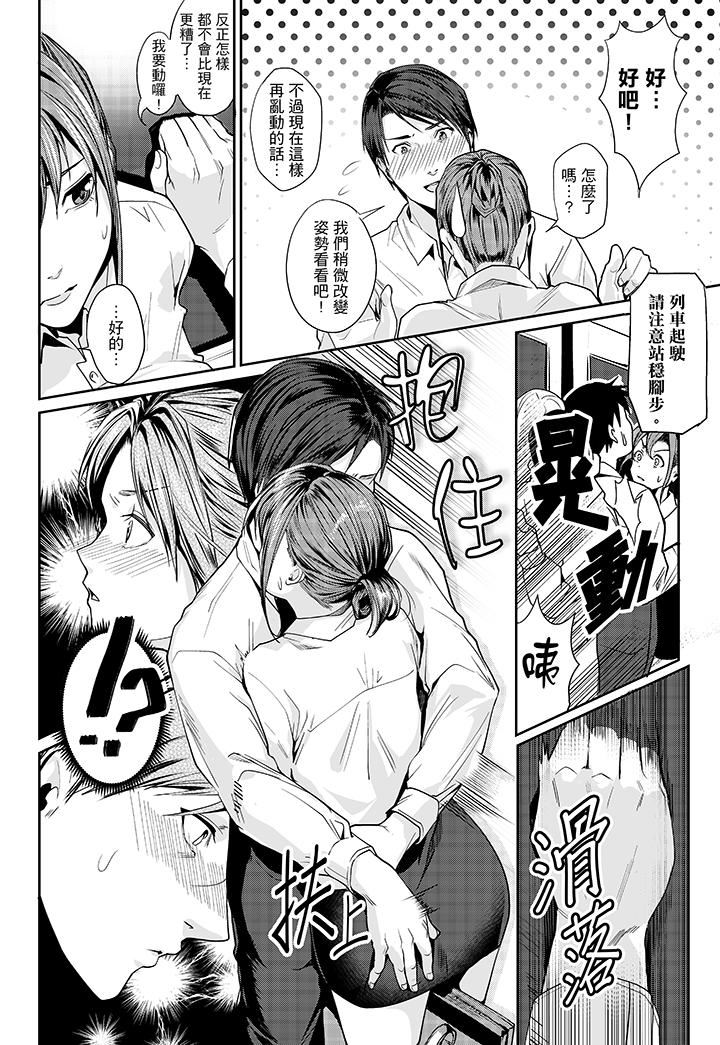 好…
好吧！
怎麼了
嗎…？
不過現在這樣
再亂動的話…
我們稍微改變
姿勢看看吧！
反正怎樣
都不會比現在
更糟了…
我要動囉！
…好的…
列車起駛
請注意站穩腳步。
晃動
咦
滑落
抱住
扶上
!?